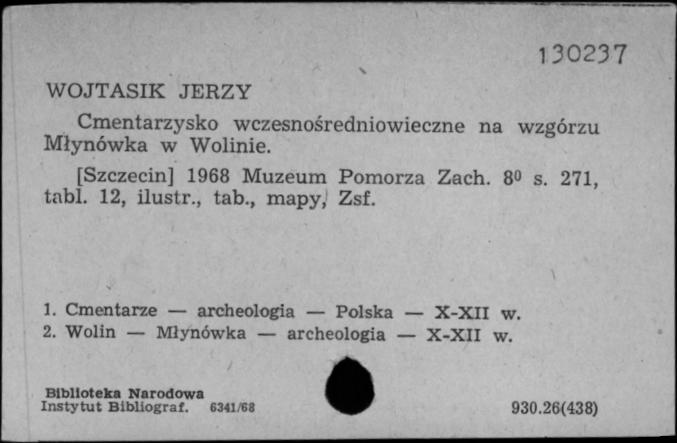 130237
WOJTASIK JERZY
Cmentarzysko wczesnośredniowieczne na wzgórzu
Młynówka w Wolinie.
[Szczecin] 1968 Muzeum Pomorza Zach. 8⁰ s. 271,
tabl. 12, ilustr., tab., mapy, Zsf.
1. Cmentarze — archeologia — Polska — X-XII w.
2. Wolin — Młynówka — archeologia — X-XII w.
Biblioteka Narodowa
Instytut Bibliograf. 6341/68
930.26(438)